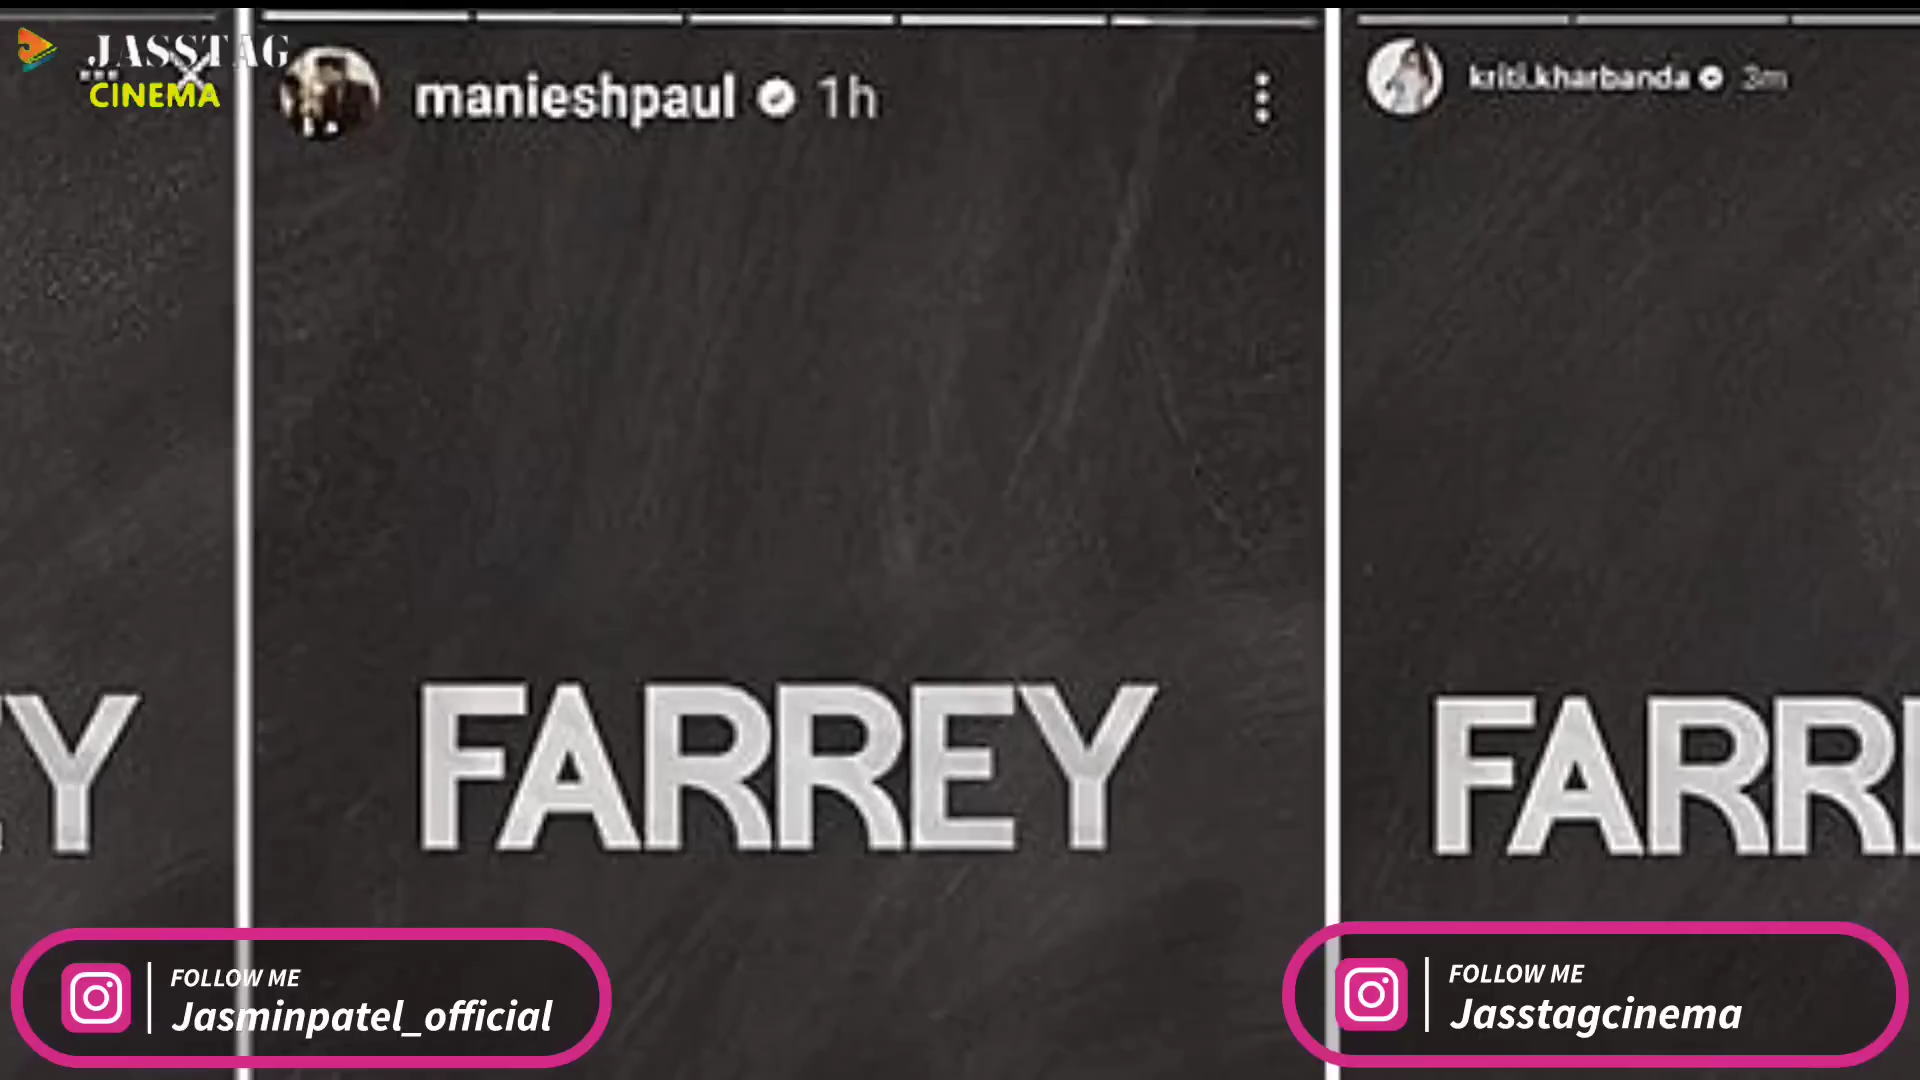 JASSTAG
CINEMA
manieshpaul 1h
kriti.kharbanda 3m
Y
FARREY
FARR
FOLLOW ME
Jasminpatel_official
FOLLOW ME
Jasstagcinema